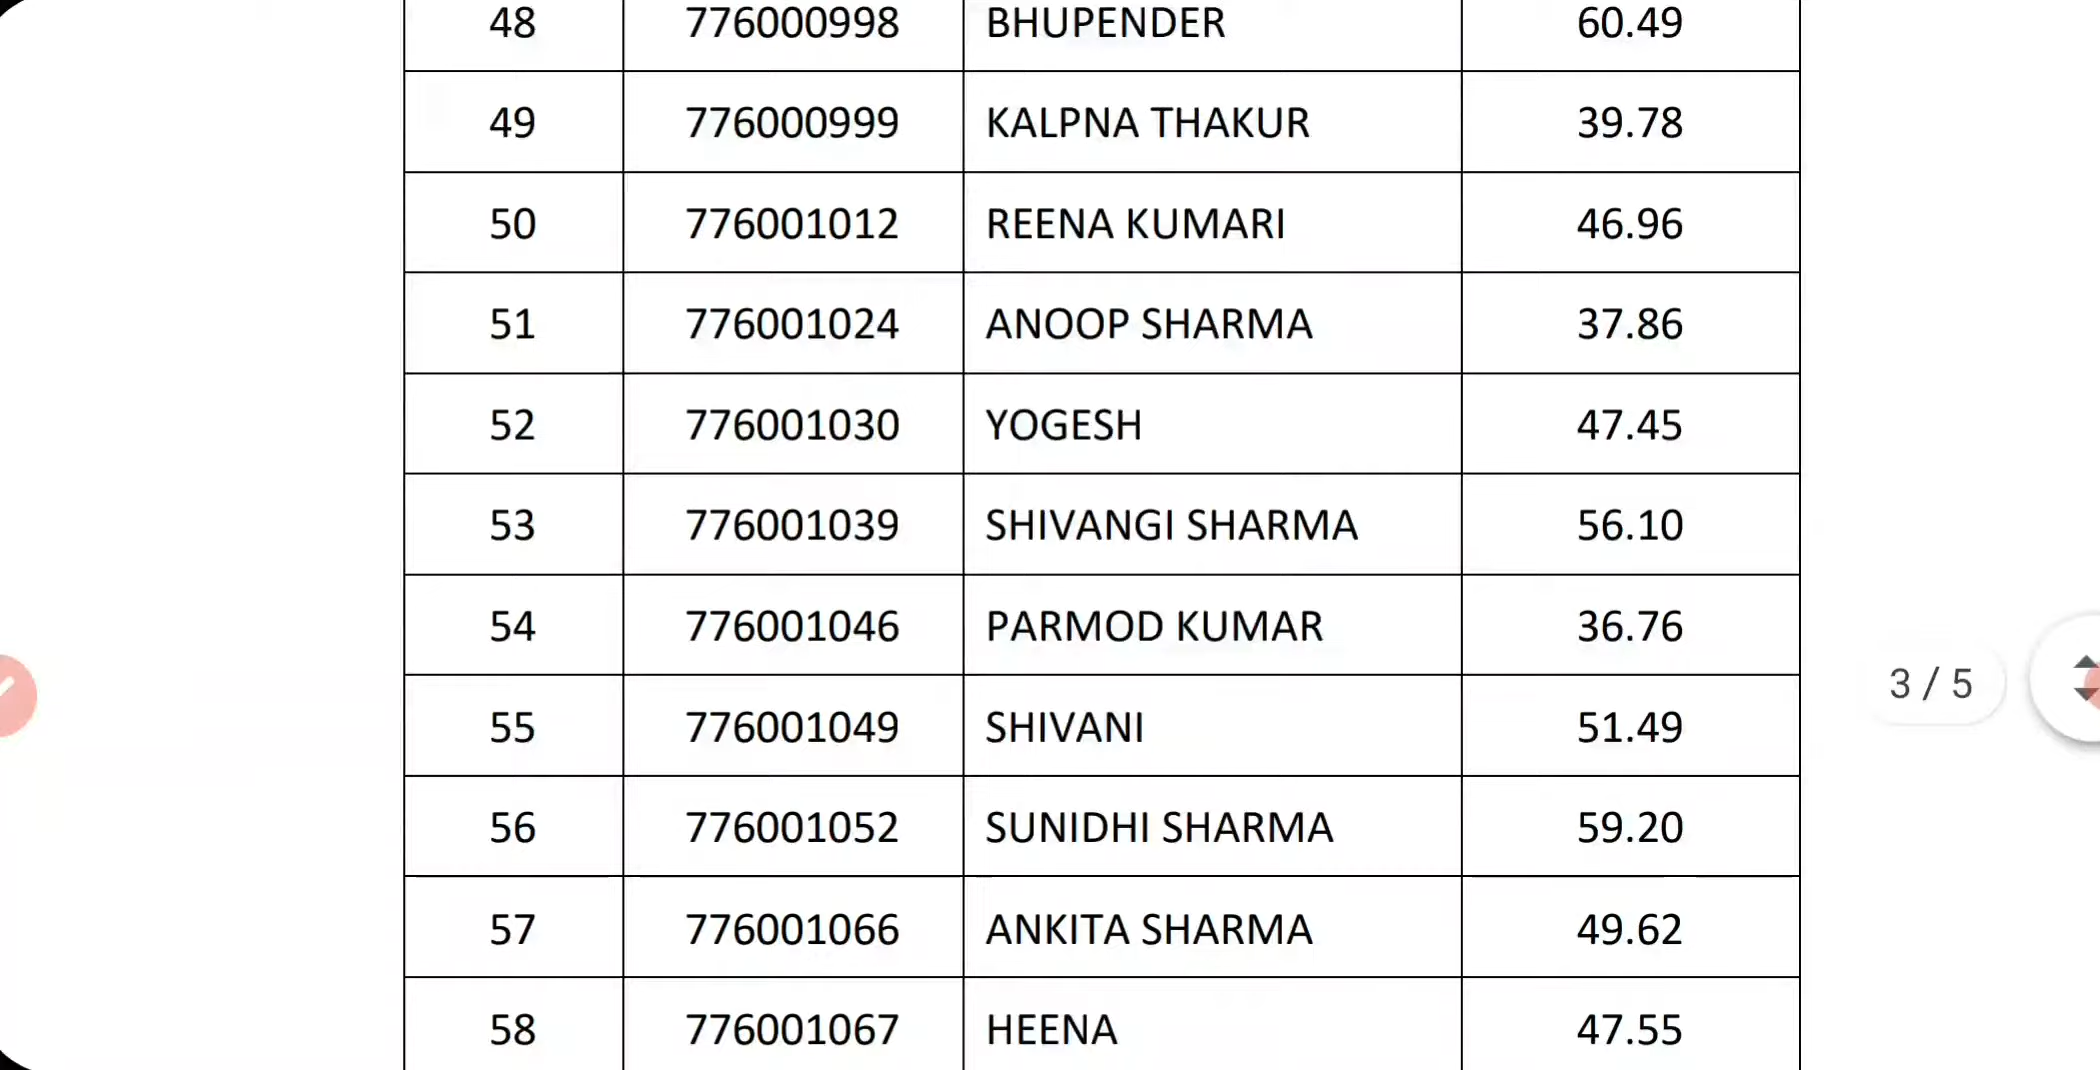 48 776000998 BHUPENDER 60.49
49 776000999 KALPNA THAKUR 39.78
50 776001012 REENA KUMARI 46.96
51 776001024 ANOOP SHARMA 37.86
52 776001030 YOGESH 47.45
53 776001039 SHIVANGI SHARMA 56.10
54 776001046 PARMOD KUMAR 36.76
3 / 5
55 776001049 SHIVANI 51.49
56 776001052 SUNIDHI SHARMA 59.20
57 776001066 ANKITA SHARMA 49.62
58 776001067 HEENA 47.55